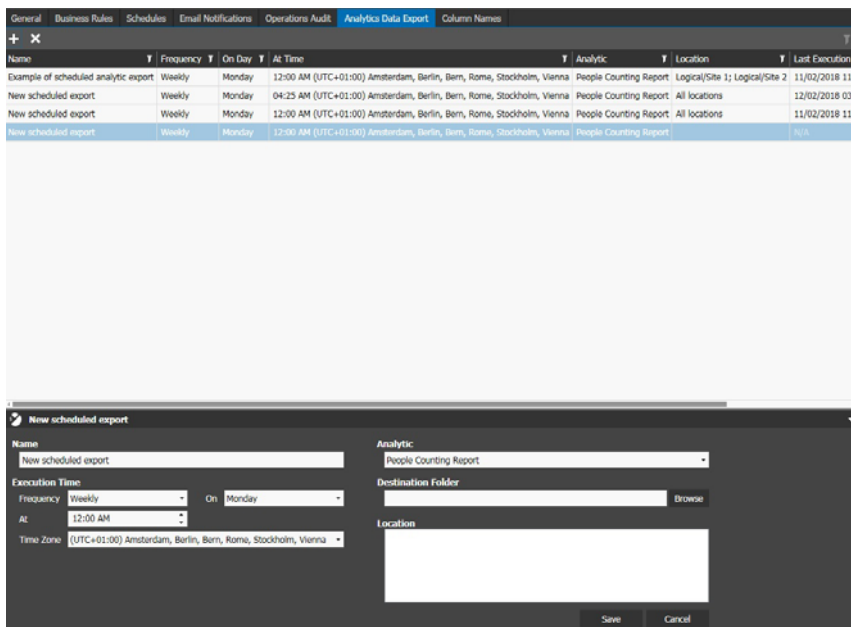 General Business Rules Schedules Email Notifications Operations Audit Analytics Data Export Column Names
Name Frequency On Day At Time Analytic Location Last Execution
Example of scheduled analytic export Weekly Monday 12:00 AM (UTC+01:00) Amsterdam, Berlin, Bern, Rome, Stockholm, Vienna People Counting Report Logical/Site 1; Logical/Site 2 11/02/2018 11
New scheduled export Weekly Monday 04:25 AM (UTC+01:00) Amsterdam, Berlin, Bern, Rome, Stockholm, Vienna People Counting Report All locations 12/02/2018 03
New scheduled export Weekly Monday 12:00 AM (UTC+01:00) Amsterdam, Berlin, Bern, Rome, Stockholm, Vienna People Counting Report All locations 11/02/2018 11
New scheduled export Weekly Monday 12:00 AM (UTC+01:00) Amsterdam, Berlin, Bern, Rome, Stockholm, Vienna People Counting Report N/A
New scheduled export
Name
New scheduled export
Execution Time
Frequency Weekly On Monday
At 12:00 AM
Time Zone (UTC+01:00) Amsterdam, Berlin, Bern, Rome, Stockholm, Vienna
Analytic
People Counting Report
Destination Folder
Browse
Location
Save Cancel